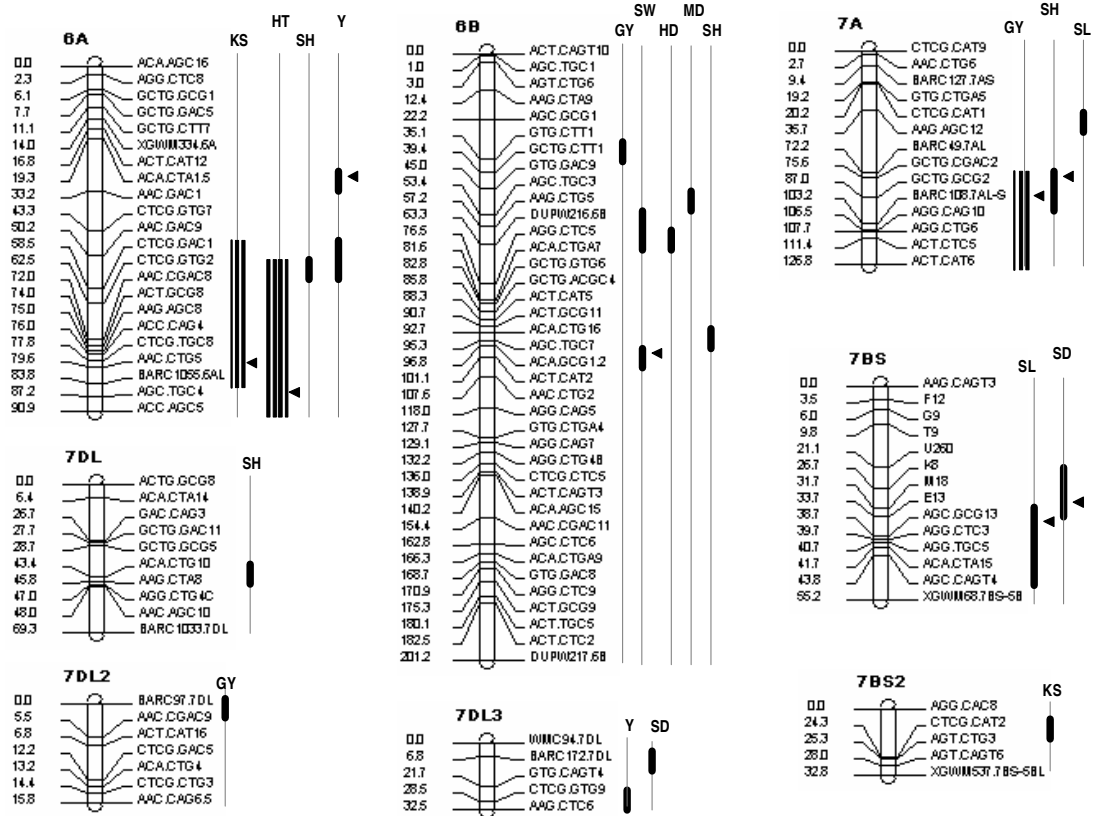 6A
KS
HT
SH
Y
0.0 ACA.AGC16
2.3 AGG.CTC8
6.1 GCTG.GCG1
7.7 GCTG.GAC5
11.1 GCTG.CTT7
14.0 XGWM334.6A
16.8 ACT.CAT12
19.3 ACA.CTA1.5
33.2 AAC.GAC1
43.3 CTCG.GTG7
50.2 AAC.GAC9
58.5 CTCG.GAC1
62.5 CTCG.GTG2
72.0 AAC.CGAC8
74.0 ACT.GCG8
75.0 AAG.AGC8
76.0 ACC.CAG4
77.8 CTCG.TGC8
79.6 AAC.CTG5
83.8 BARC1055.6AL
87.2 AGC.TGC4
90.9 ACC.AGC5
7DL
SH
0.0 ACTG.GCG8
6.4 ACA.CTA14
26.7 GAC.CAG3
27.7 GCTG.GAC11
28.7 GCTG.GCG5
43.4 ACA.CTG10
45.8 AAG.CTA8
47.0 AGG.CTG4C
48.0 AAC.AGC10
69.3 BARC1033.7DL
7DL2
GY
0.0 BARC97.7DL
5.5 AAC.CGAC9
6.8 ACT.CAT16
12.2 CTCG.GAC5
13.2 ACA.CTG4
14.4 CTCG.CTG3
15.8 AAC.CAG6.5
6B
GY
SW
HD
MD
SH
0.0 ACT.CAGT10
1.0 AGC.TGC1
3.0 AGT.CTG6
12.4 AAG.CTA9
22.2 AGC.GCG1
35.1 GTG.CTT1
39.4 GCTG.CTT1
45.0 GTG.GAC9
53.4 AGC.TGC3
57.2 AAG.CTG5
63.3 DUPW216.6B
76.5 AGG.CTC5
81.6 ACA.CTGA7
82.8 GCTG.GTG6
85.8 GCTG.ACGC4
88.3 ACT.CAT5
90.7 ACT.GCG11
92.7 ACA.CTG16
95.3 AGC.TGC7
96.8 ACA.GCG1.2
101.1 ACT.CAT2
107.6 AAC.CTG2
118.0 AGG.CAG5
127.7 GTG.CTGA4
129.1 AGG.CAG7
132.2 AGG.CTG4B
136.0 CTCG.CTC5
138.9 ACT.CAGT3
140.2 ACA.AGC15
154.4 AAC.CGAC11
162.8 AGC.CTC6
166.3 ACA.CTGA9
168.7 GTG.GAC8
170.9 AGG.CTC9
175.3 ACT.GCG9
180.1 ACT.TGC5
182.5 ACT.CTC2
201.2 DUPW217.6B
7DL3
Y
SD
0.0 WMC94.7DL
6.8 BARC172.7DL
21.7 GTG.CAGT4
28.5 CTCG.GTG9
32.5 AAG.CTC6
7A
GY
SH
SL
0.0 CTCG.CAT9
2.7 AAC.CTG6
9.4 BARC127.7AS
19.2 GTG.CTGA5
20.2 CTCG.CAT1
35.7 AAG.AGC12
72.2 BARC49.7AL
75.6 GCTG.CGAC2
87.0 GCTG.GCG2
103.2 BARC108.7AL-S
106.5 AGG.CAG10
107.7 AGG.CTG6
111.4 ACT.CTC5
126.8 ACT.CAT6
7BS
SL
SD
0.0 AAG.CAGT3
3.5 F12
6.0 G9
9.8 T9
21.1 U260
26.7 K8
31.7 M18
33.7 E13
38.7 AGC.GCG13
39.7 AGG.CTC3
40.7 AGG.TGC5
41.7 ACA.CTA15
43.8 AGC.CAGT4
55.2 XGWM68.7BS-5B
7BS2
KS
0.0 AGG.CAC8
24.3 CTCG.CAT2
25.3 AGT.CTG3
28.0 AGT.CAGT6
32.8 XGWM537.7BS-5BL